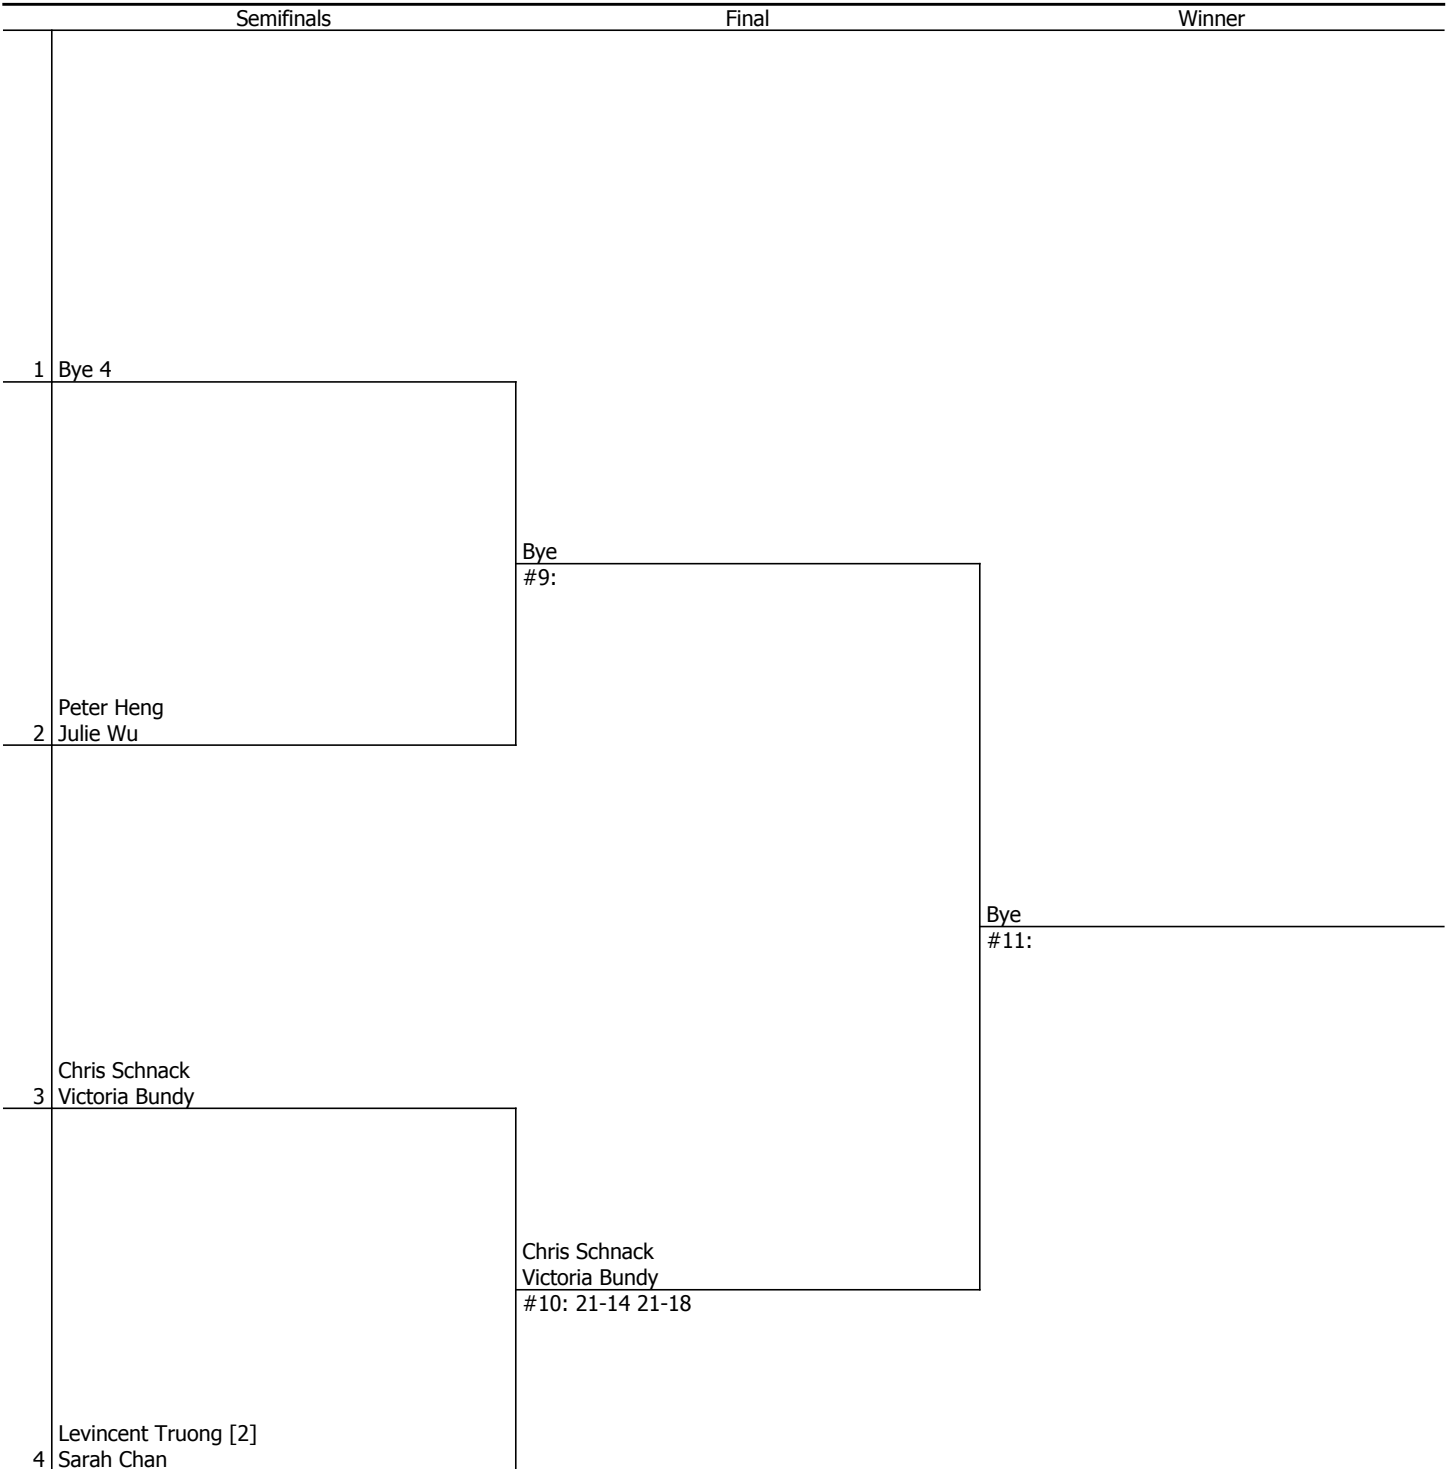 Semifinals Final Winner
1 Bye 4
Bye
#9:
Peter Heng
2 Julie Wu
Bye
#11:
Chris Schnack
3 Victoria Bundy
Chris Schnack
Victoria Bundy
#10: 21-14 21-18
Levincent Truong [2]
4 Sarah Chan